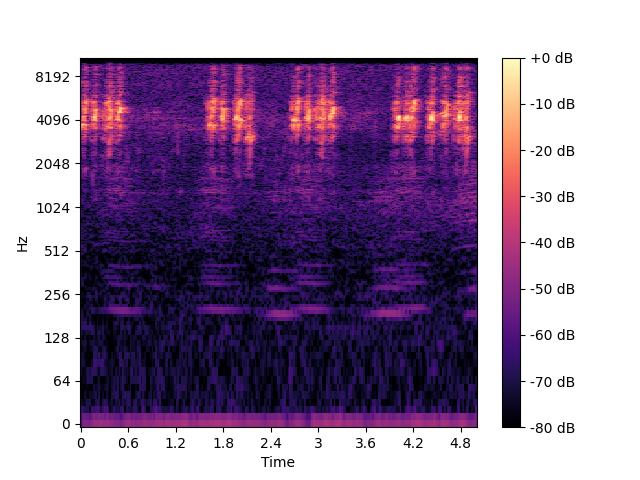 Hz
8192
4096
2048
1024
512
256
128
64
0
0 0.6 1.2 1.8 2.4 3 3.6 4.2 4.8
Time
+0 dB
-10 dB
-20 dB
-30 dB
-40 dB
-50 dB
-60 dB
-70 dB
-80 dB